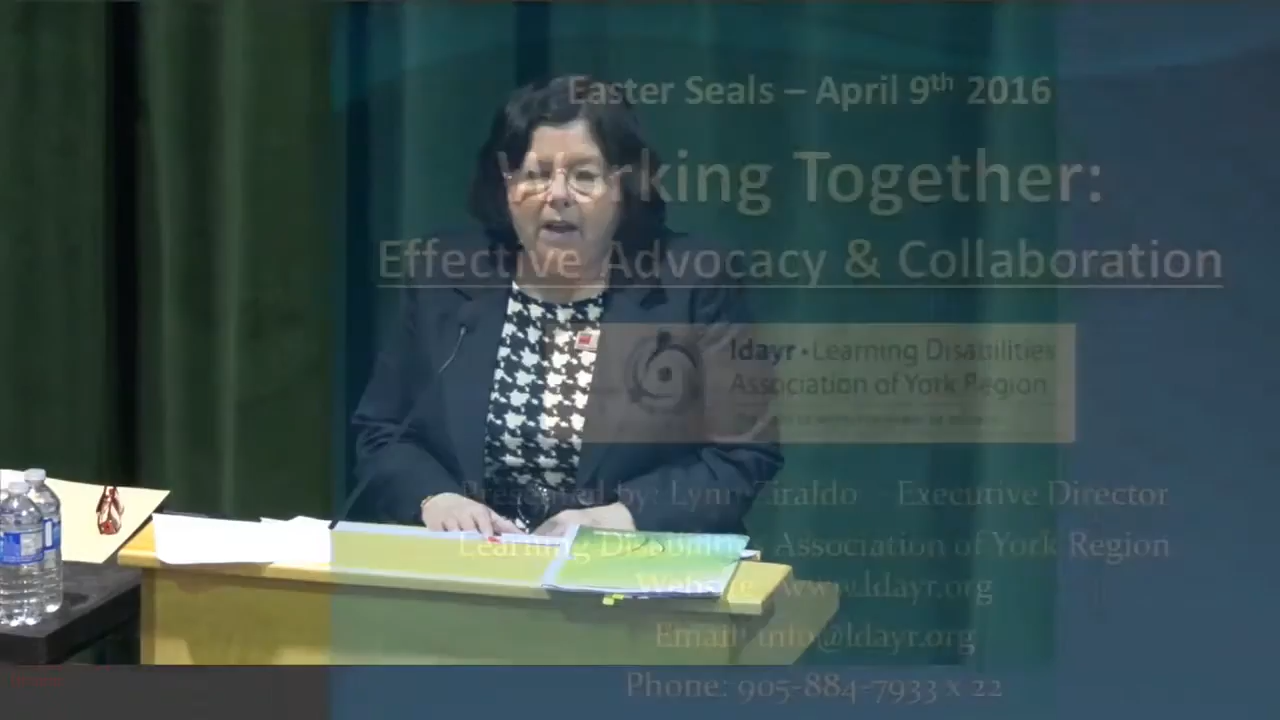 Easter Seals – April 9th 2016
Working Together:
Effective Advocacy & Collaboration
ldayr • Learning Disabilities
Association of York Region
Presented by: Lynn Ziraldo – Executive Director
Learning Disabilities Association of York Region
Website: www.ldayr.org
Email: info@ldayr.org
Phone: 905-884-7933 x 22